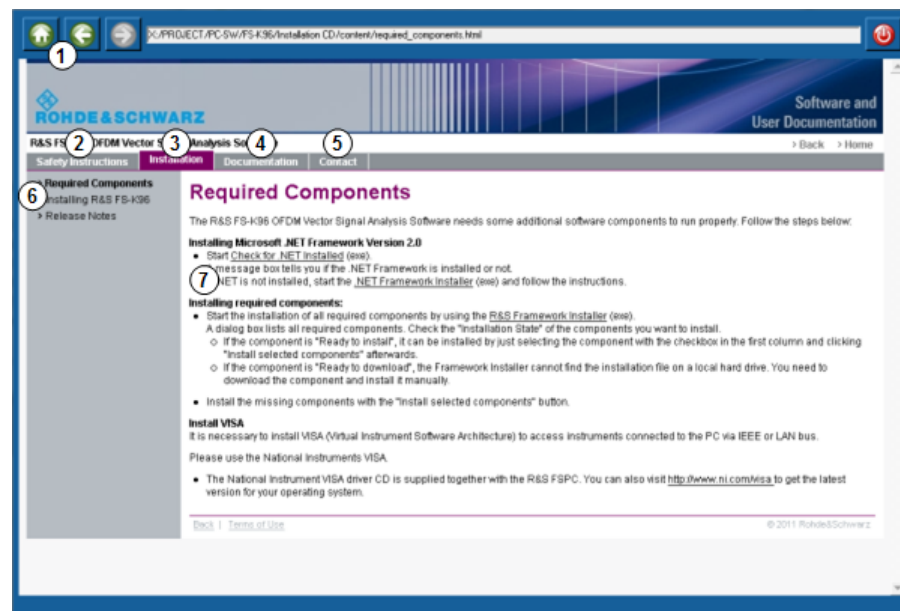 X:/PROJECT/PC-SW/FS-K96/Installation CD/content/required_components.html
1
ROHDE&SCHWARZ
Software and
User Documentation
R&S FS 2 OFDM Vector S 3 Analysis So 4 5
> Back > Home
Safety Instructions Installation Documentation Contact
Required Components
6 Installing R&S FS-K96
> Release Notes
Required Components
The R&S FS-K96 OFDM Vector Signal Analysis Software needs some additional software components to run properly. Follow the steps below:
Installing Microsoft .NET Framework Version 2.0
• Start Check for .NET Installed (exe).
message box tells you if the .NET Framework is installed or not.
7 NET is not installed, start the .NET Framework Installer (exe) and follow the instructions.
Installing required components:
• Start the installation of all required components by using the R&S Framework Installer (exe).
A dialog box lists all required components. Check the "Installation State" of the components you want to install.
o If the component is "Ready to install", it can be installed by just selecting the component with the checkbox in the first column and clicking
"Install selected components" afterwards.
o If the component is "Ready to download", the Framework Installer cannot find the installation file on a local hard drive. You need to
download the component and install it manually.
• Install the missing components with the "Install selected components" button.
Install VISA
It is necessary to install VISA (Virtual Instrument Software Architecture) to access instruments connected to the PC via IEEE or LAN bus.
Please use the National Instruments VISA.
• The National Instrument VISA driver CD is supplied together with the R&S FSPC. You can also visit http://www.ni.com/visa to get the latest
version for your operating system.
Back | Terms of Use
© 2011 Rohde&Schwarz